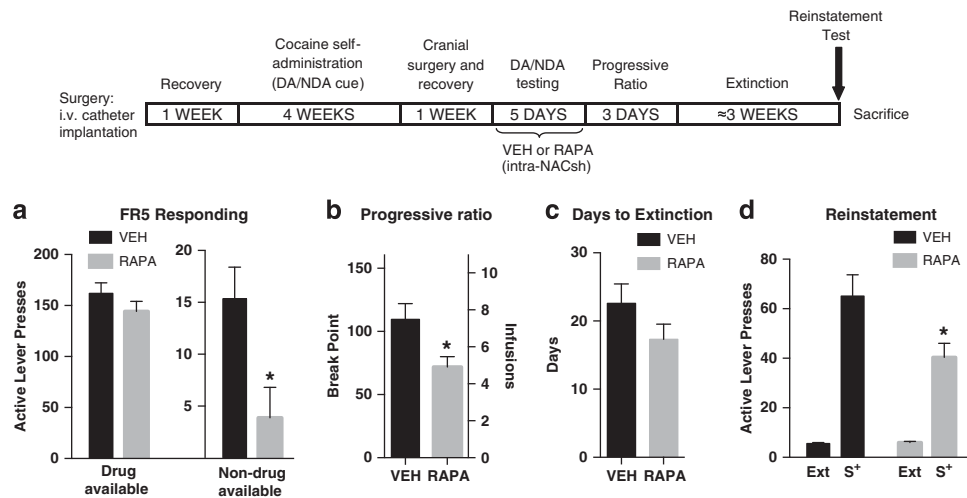 Reinstatement
Test
Cocaine self-
administration
(DA/NDA cue)
Cranial
surgery and
recovery
DA/NDA
testing
Progressive
Ratio
Recovery
Extinction
Surgery:
i.v. catheter
implantation
1 WEEK
4 WEEKS
1 WEEK
5 DAYS
3 DAYS
≈3 WEEKS
Sacrifice
VEH or RAPA
(intra-NACsh)
a
FR5 Responding
VEH
RAPA
Active Lever Presses
200
150
100
50
0
Drug
available
20
15
10
5
*
Non-drug
available
b
Progressive ratio
Break Point
150
100
50
0
*
10
8
6
4
2
0
Infusions
VEH RAPA
c
Days to Extinction
VEH
RAPA
Days
30
20
10
0
VEH RAPA
d
Reinstatement
VEH
RAPA
Active Lever Presses
80
60
40
20
0
*
Ext S+ Ext S+